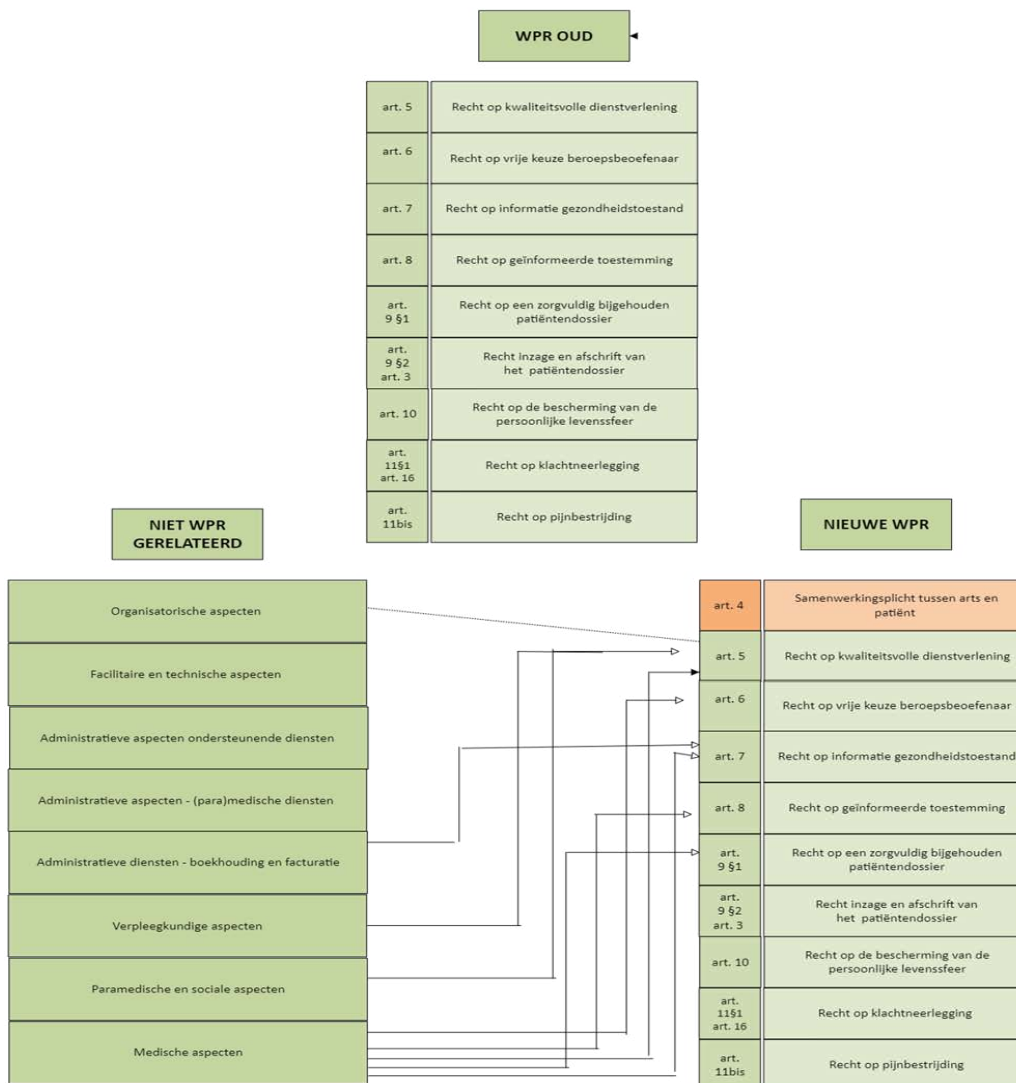 WPR OUD
art. 5
Recht op kwaliteitsvolle dienstverlening
art. 6
Recht op vrije keuze beroepsbeoefenaar
art. 7
Recht op informatie gezondheidstoestand
art. 8
Recht op geïnformeerde toestemming
art.
9 §1
Recht op een zorgvuldig bijgehouden
patiëntendossier
art.
9 §2
art. 3
Recht inzage en afschrift van
het patiëntendossier
art. 10
Recht op de bescherming van de
persoonlijke levenssfeer
art.
11§1
art. 16
Recht op klachtneerlegging
art.
11bis
Recht op pijnbestrijding
NIET WPR
GERELATEERD
Organisatorische aspecten
Facilitaire en technische aspecten
Administratieve aspecten ondersteunende diensten
Administratieve aspecten - (para)medische diensten
Administratieve diensten - boekhouding en facturatie
Verpleegkundige aspecten
Paramedische en sociale aspecten
Medische aspecten
NIEUWE WPR
art. 4
Samenwerkingsplicht tussen arts en
patiënt
art. 5
Recht op kwaliteitsvolle dienstverlening
art. 6
Recht op vrije keuze beroepsbeoefenaar
art. 7
Recht op informatie gezondheidstoestand
art. 8
Recht op geïnformeerde toestemming
art.
9 §1
Recht op een zorgvuldig bijgehouden
patiëntendossier
art.
9 §2
art. 3
Recht inzage en afschrift van
het patiëntendossier
art. 10
Recht op de bescherming van de
persoonlijke levenssfeer
art.
11§1
art. 16
Recht op klachtneerlegging
art.
11bis
Recht op pijnbestrijding